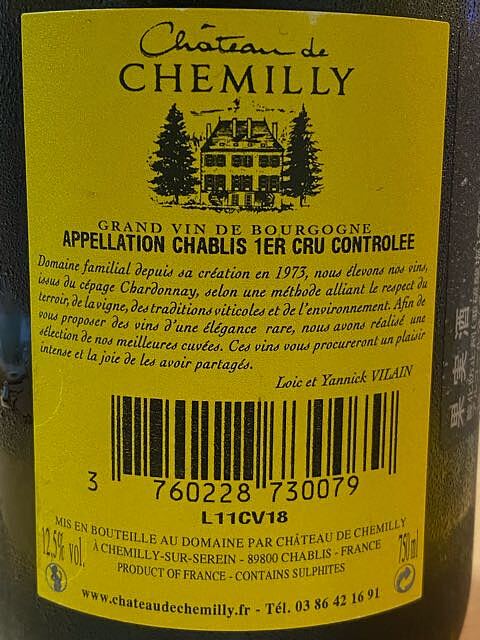 Château de
CHEMILLY
GRAND VIN DE BOURGOGNE
APPELLATION CHABLIS 1ER CRU CONTROLEE
Domaine familial depuis sa création en 1973, nous élevons nos vins,
issus du cépage Chardonnay, selon une méthode alliant le respect du
terroir, de la vigne, des traditions viticoles et de l'environnement. Afin de
vous proposer des vins d'une élégance rare, nous avons réalisé une
sélection de nos meilleures cuvées. Ces vins vous procureront un plaisir
intense et la joie de les avoir partagés.
Loic et Yannick VILAIN
3 760228 730079
L11CV18
MIS EN BOUTEILLE AU DOMAINE PAR CHÂTEAU DE CHEMILLY
12,5% vol.
À CHEMILLY-SUR-SEREIN - 89800 CHABLIS - FRANCE
750 ml
PRODUCT OF FRANCE - CONTAINS SULPHITES
www.chateaudechemilly.fr - Tél. 03 86 42 16 91
果実酒